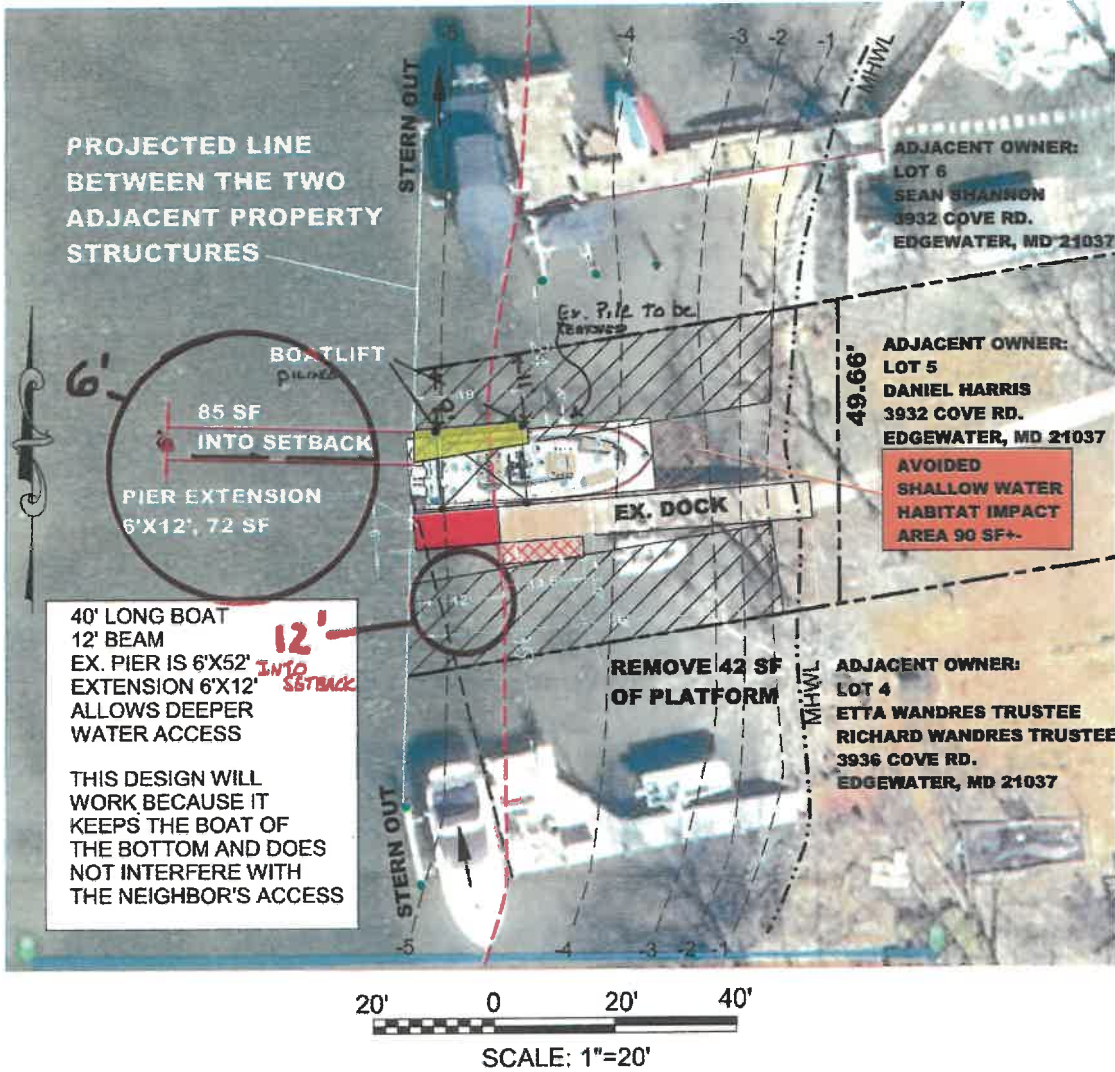 STERN OUT
-5
-4
-3
-2
-1
MHWL
PROJECTED LINE
BETWEEN THE TWO
ADJACENT PROPERTY
STRUCTURES
ADJACENT OWNER:
LOT 6
SEAN SHANNON
3932 COVE RD.
EDGEWATER, MD 21037
Ex. Pile To be
REMOVED
BOATLIFT
PILINGS
6'
85 SF
INTO SETBACK
6'
PIER EXTENSION
6'X12', 72 SF
49.66'
ADJACENT OWNER:
LOT 5
DANIEL HARRIS
3932 COVE RD.
EDGEWATER, MD 21037
AVOIDED
SHALLOW WATER
HABITAT IMPACT
AREA 90 SF+-
EX. DOCK
12
12'
INTO
SETBACK
40' LONG BOAT
12' BEAM
EX. PIER IS 6'X52'
EXTENSION 6'X12'
ALLOWS DEEPER
WATER ACCESS
THIS DESIGN WILL
WORK BECAUSE IT
KEEPS THE BOAT OF
THE BOTTOM AND DOES
NOT INTERFERE WITH
THE NEIGHBOR'S ACCESS
REMOVE 42 SF
OF PLATFORM
MHWL
ADJACENT OWNER:
LOT 4
ETTA WANDRES TRUSTEE
RICHARD WANDRES TRUSTEE
3936 COVE RD.
EDGEWATER, MD 21037
STERN OUT
-5
-4
-3
-2
-1
20' 0 20' 40'
SCALE: 1"=20'